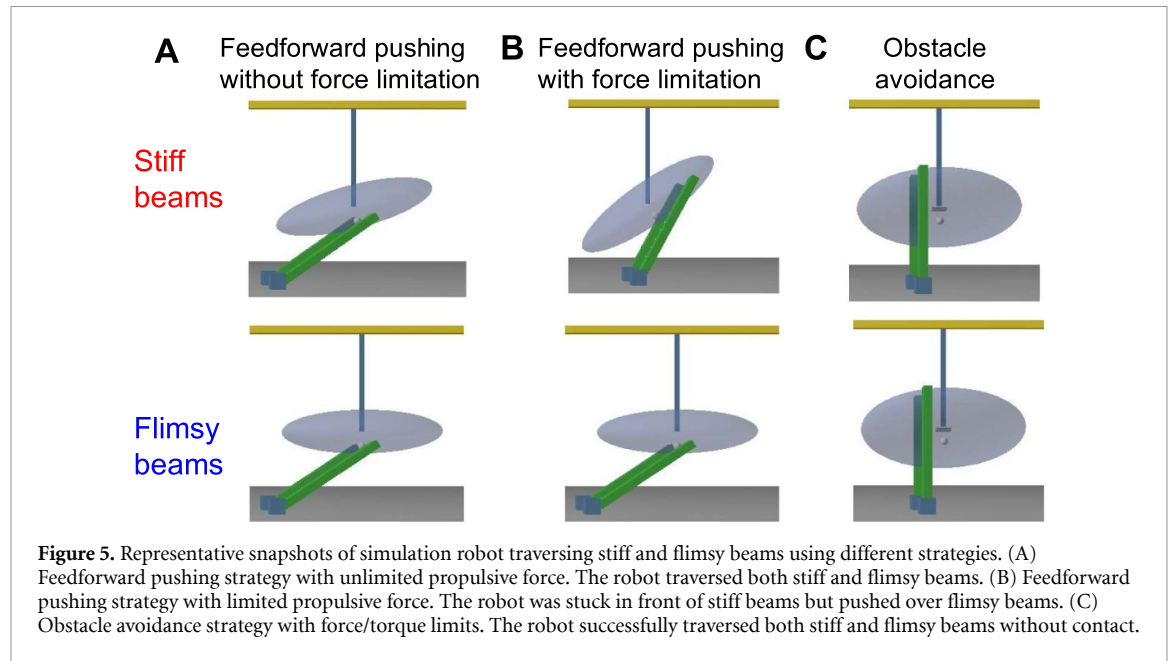 A Feedforward pushing without force limitation
B Feedforward pushing with force limitation
C Obstacle avoidance
Stiff
beams
Flimsy
beams
Figure 5. Representative snapshots of simulation robot traversing stiff and flimsy beams using different strategies. (A)
Feedforward pushing strategy with unlimited propulsive force. The robot traversed both stiff and flimsy beams. (B) Feedforward
pushing strategy with limited propulsive force. The robot was stuck in front of stiff beams but pushed over flimsy beams. (C)
Obstacle avoidance strategy with force/torque limits. The robot successfully traversed both stiff and flimsy beams without contact.